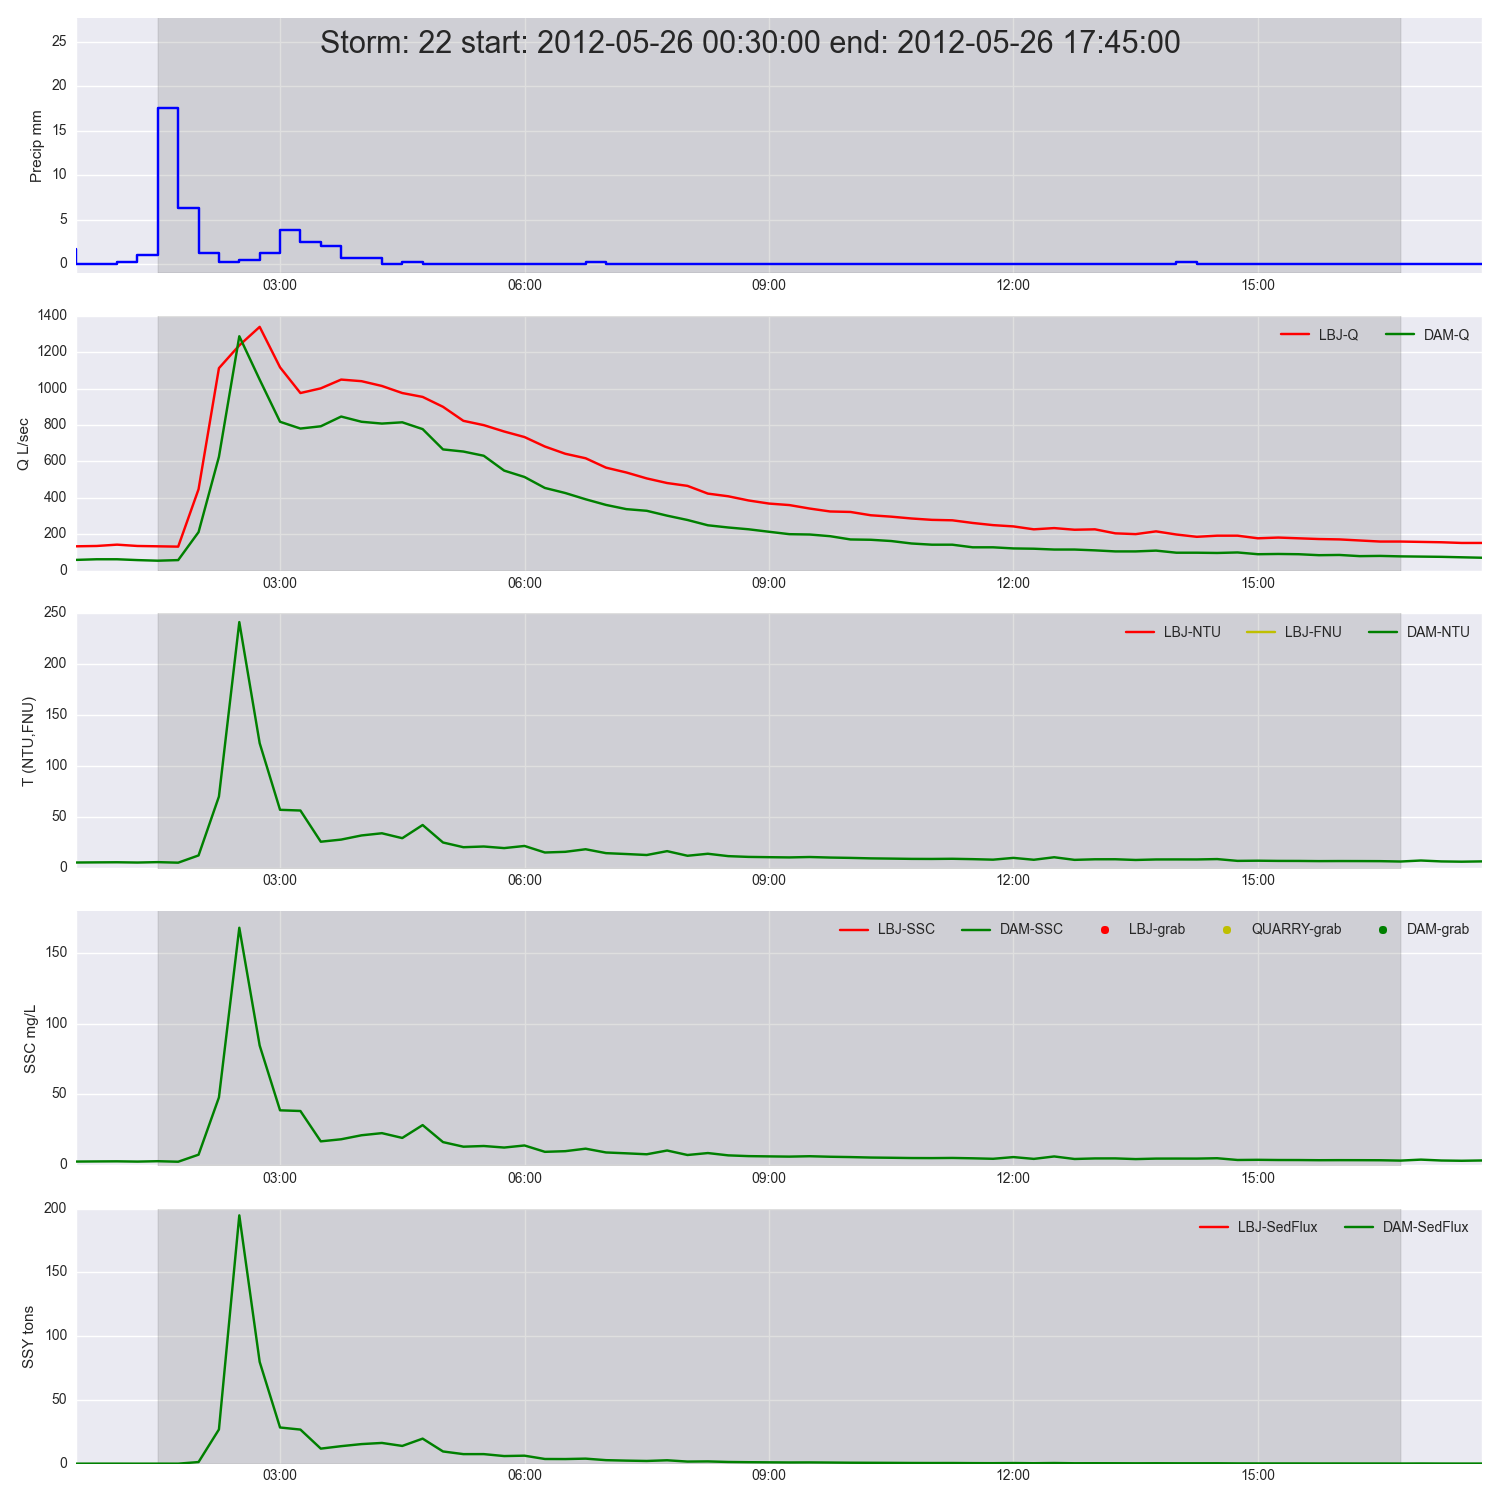 Storm: 22 start: 2012-05-26 00:30:00 end: 2012-05-26 17:45:00
Precip mm
25
20
15
10
5
0
03:00 06:00 09:00 12:00 15:00
Q L/sec
LBJ-Q DAM-Q
1400
1200
1000
800
600
400
200
0
03:00 06:00 09:00 12:00 15:00
T (NTU,FNU)
LBJ-NTU LBJ-FNU DAM-NTU
250
200
150
100
50
0
03:00 06:00 09:00 12:00 15:00
SSC mg/L
LBJ-SSC DAM-SSC LBJ-grab QUARRY-grab DAM-grab
150
100
50
0
03:00 06:00 09:00 12:00 15:00
SSY tons
LBJ-SedFlux DAM-SedFlux
200
150
100
50
0
03:00 06:00 09:00 12:00 15:00